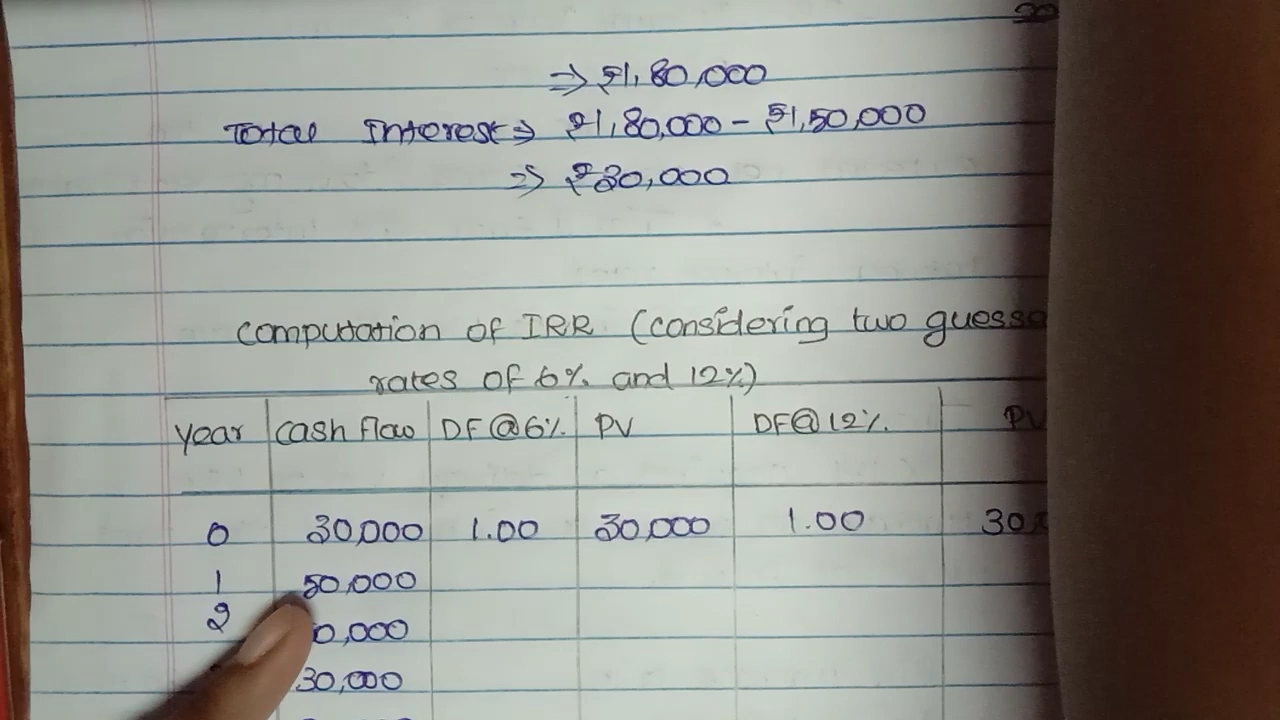 ⇒ ₹1,80,000
Total Interest ⇒ ₹1,80,000 - ₹1,50,000
⇒ ₹30,000
Computation of IRR (considering two
rates of 6% and 12%)
year cash flow DF@6% PV DF@12% PV
0 30,000 1.00 30,000 1.00
1 50,000
2
30,000